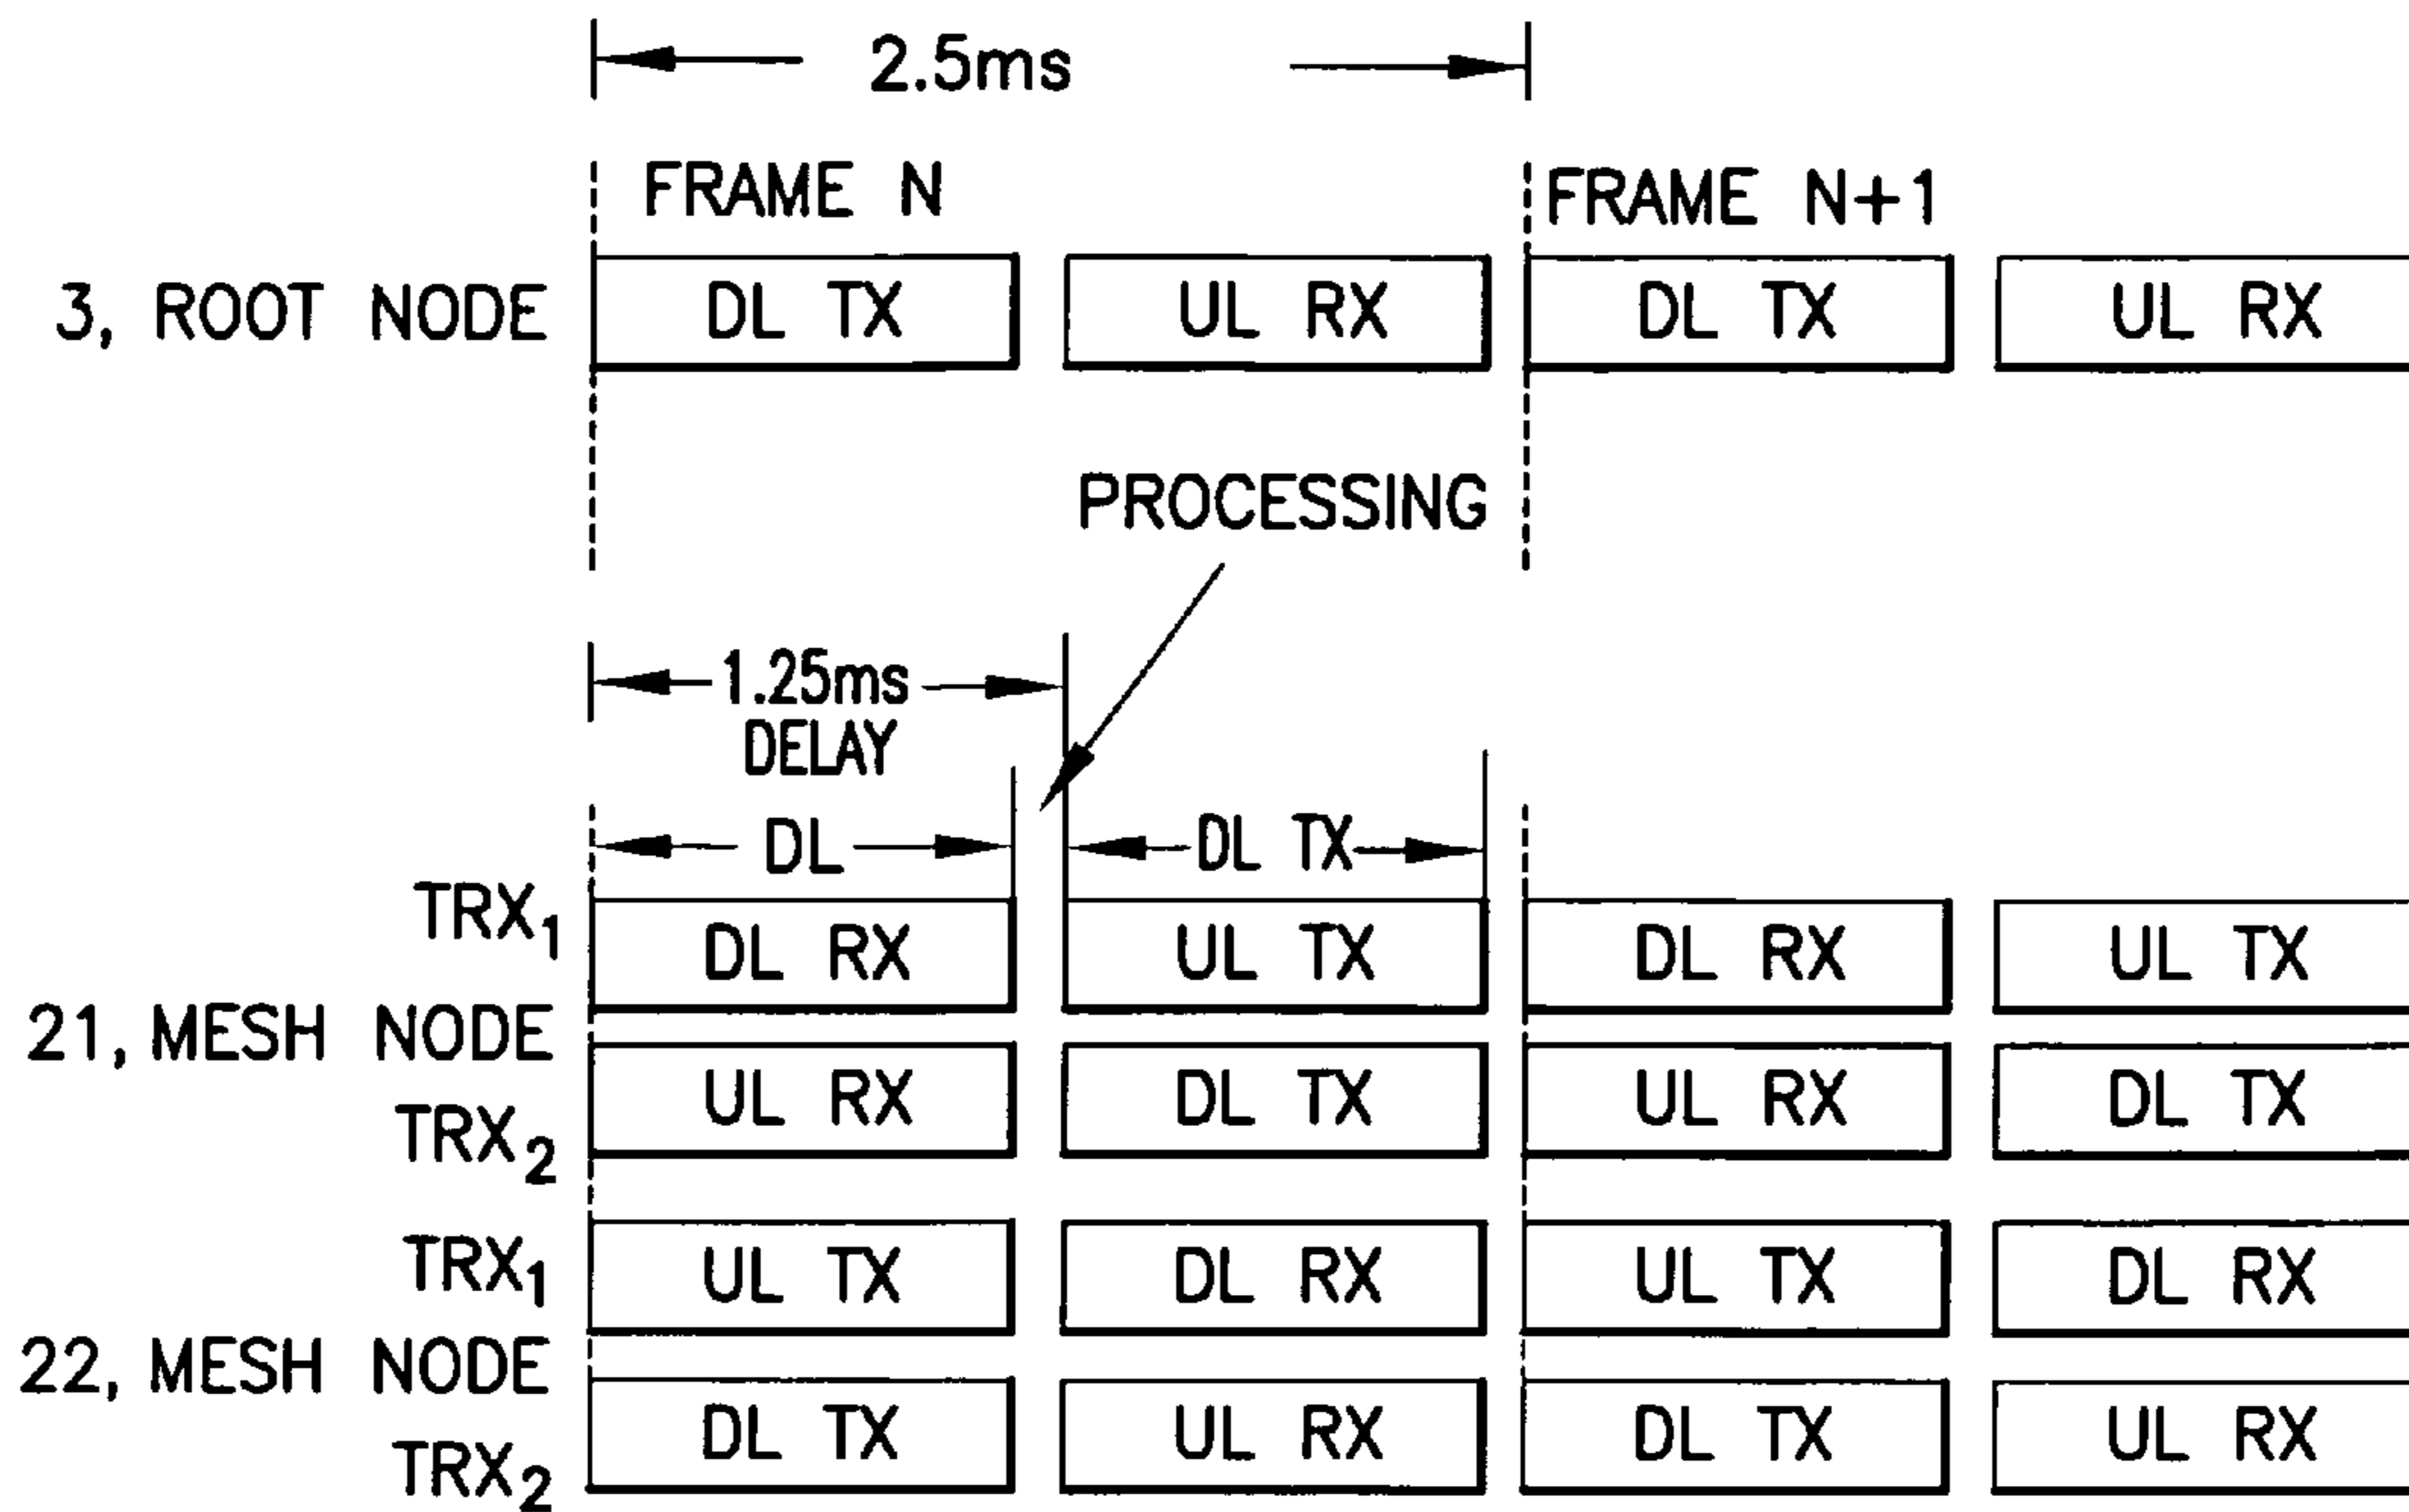 2.5ms
FRAME N FRAME N+1
3, ROOT NODE DL TX UL RX DL TX UL RX
PROCESSING
1.25ms
DELAY
DL DL TX
TRX1 DL RX UL TX DL RX UL TX
21, MESH NODE
TRX2 UL RX DL TX UL RX DL TX
TRX1 UL TX DL RX UL TX DL RX
22, MESH NODE
TRX2 DL TX UL RX DL TX UL RX